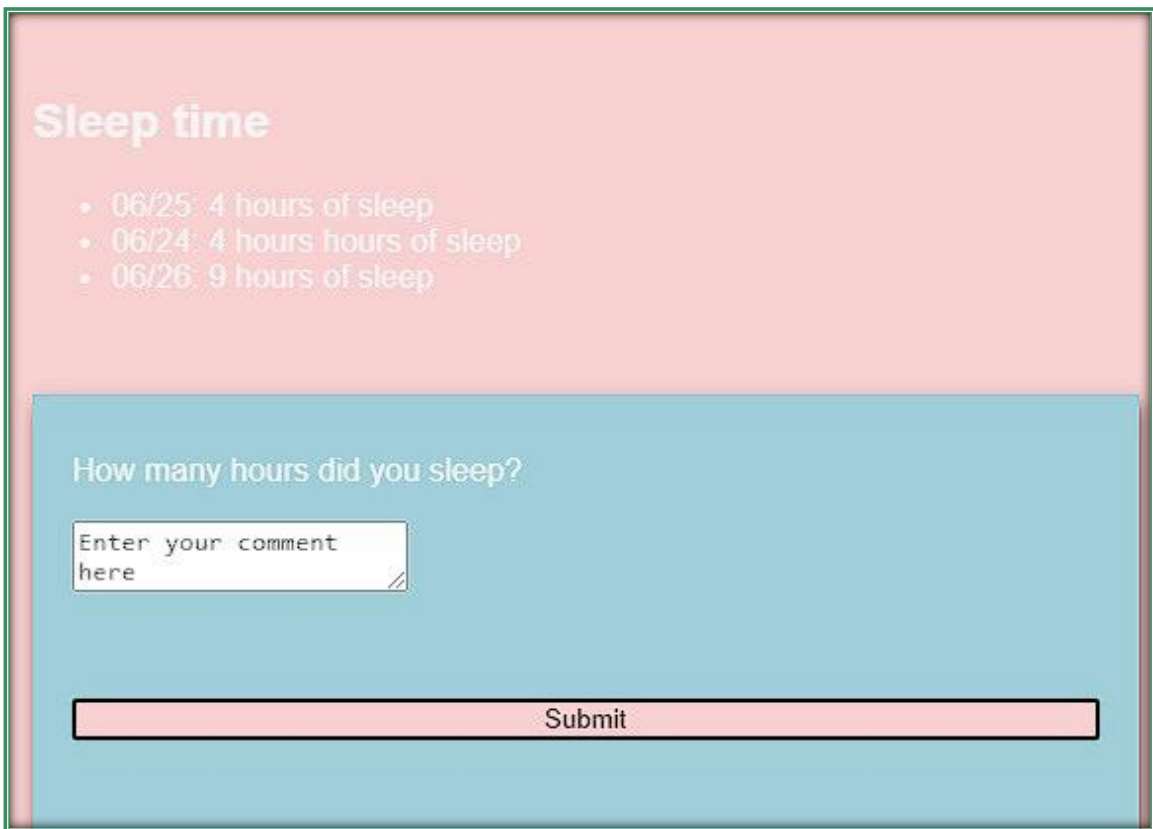 Sleep time
06/25: 4 hours of sleep
06/24: 4 hours hours of sleep
06/26: 9 hours of sleep
How many hours did you sleep?
Enter your comment
here
Submit